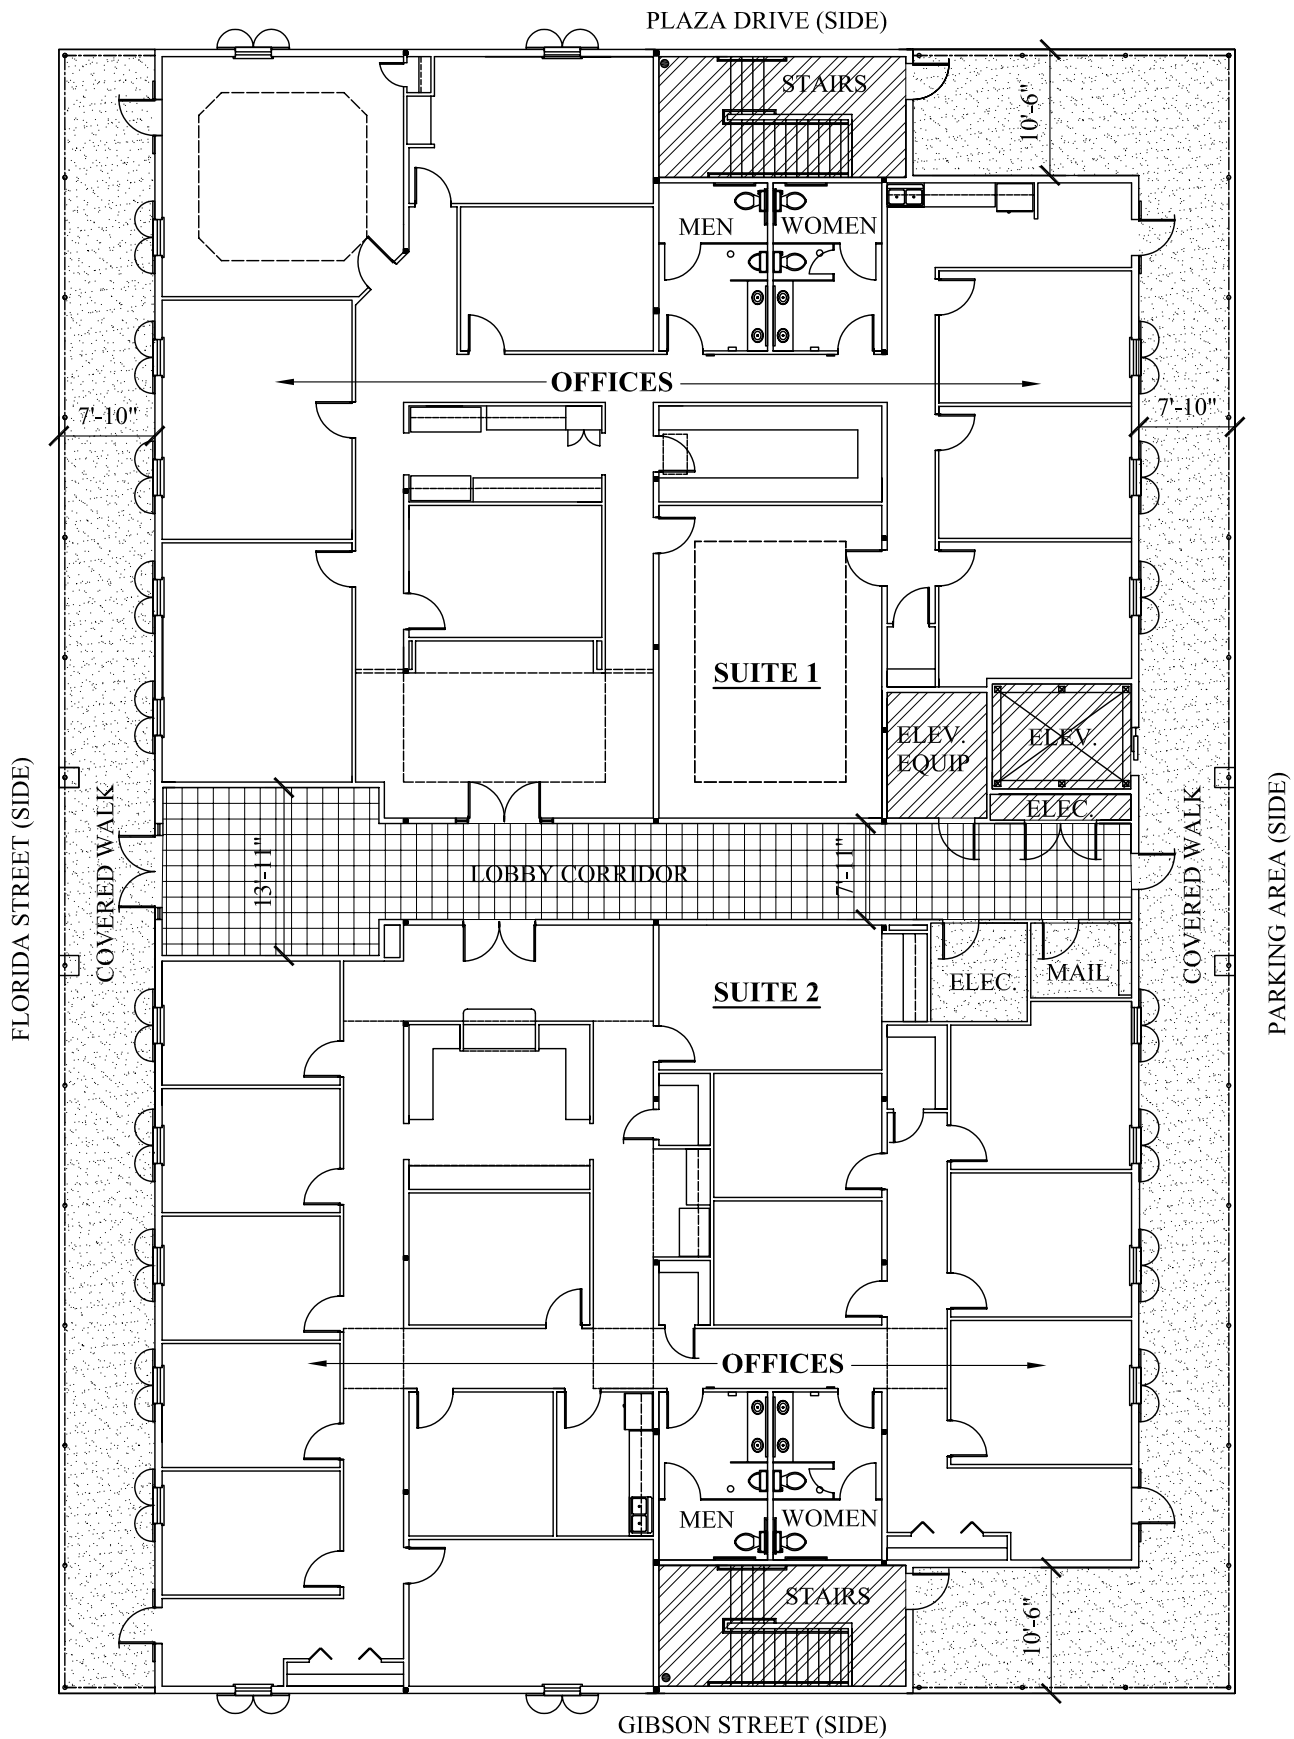 PLAZA DRIVE (SIDE)
STAIRS
10'-6"
MEN
WOMEN
OFFICES
7'-10"
7'-10"
SUITE 1
ELEV.
EQUIP
ELEV.
ELEC.
FLORIDA STREET (SIDE)
COVERED WALK
13'-11"
LOBBY CORRIDOR
7'-11"
COVERED WALK
PARKING AREA (SIDE)
SUITE 2
ELEC.
MAIL
OFFICES
MEN
WOMEN
STAIRS
10'-6"
GIBSON STREET (SIDE)